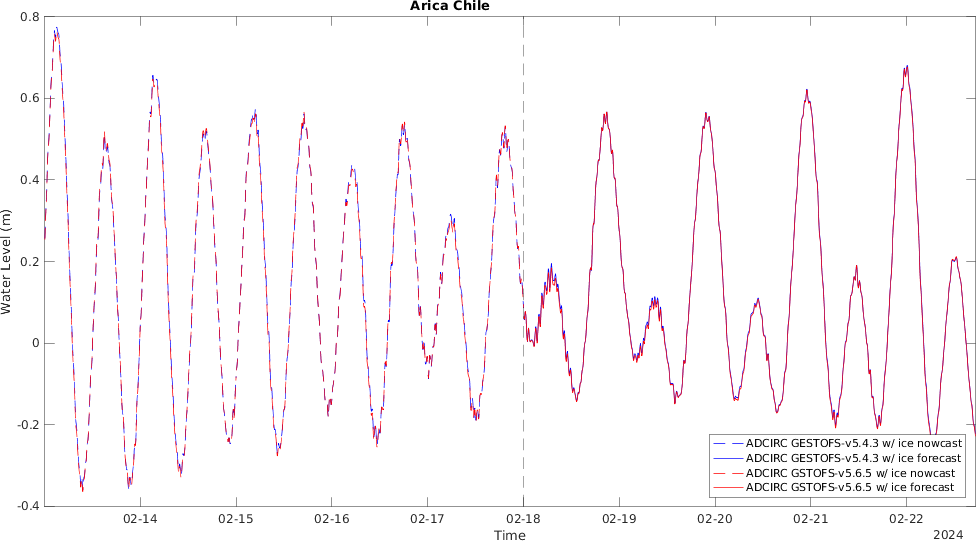 Arica Chile
Water Level (m)
0.8
0.6
0.4
0.2
0
-0.2
-0.4
02-14 02-15 02-16 02-17 02-18 02-19 02-20 02-21 02-22
Time
2024
ADCIRC GESTOFS-v5.4.3 w/ ice nowcast
ADCIRC GESTOFS-v5.4.3 w/ ice forecast
ADCIRC GSTOFS-v5.6.5 w/ ice nowcast
ADCIRC GSTOFS-v5.6.5 w/ ice forecast